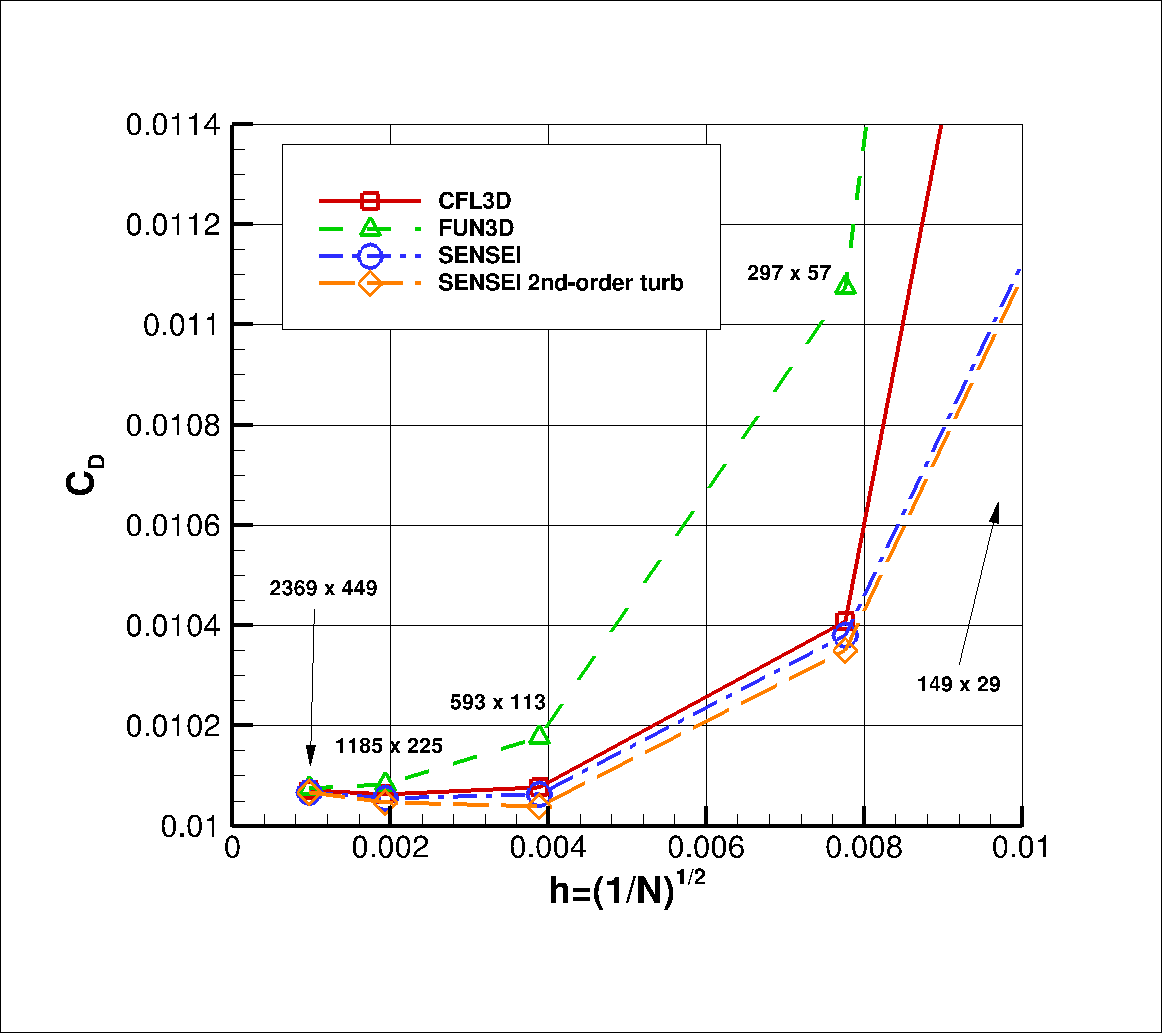 0.0114
0.0112
0.011
0.0108
0.0106
0.0104
0.0102
0.01
C_D
CFL3D
FUN3D
SENSEI
SENSEI 2nd-order turb
297 x 57
2369 x 449
593 x 113
1185 x 225
149 x 29
0 0.002 0.004 0.006 0.008 0.01
h=(1/N)^1/2